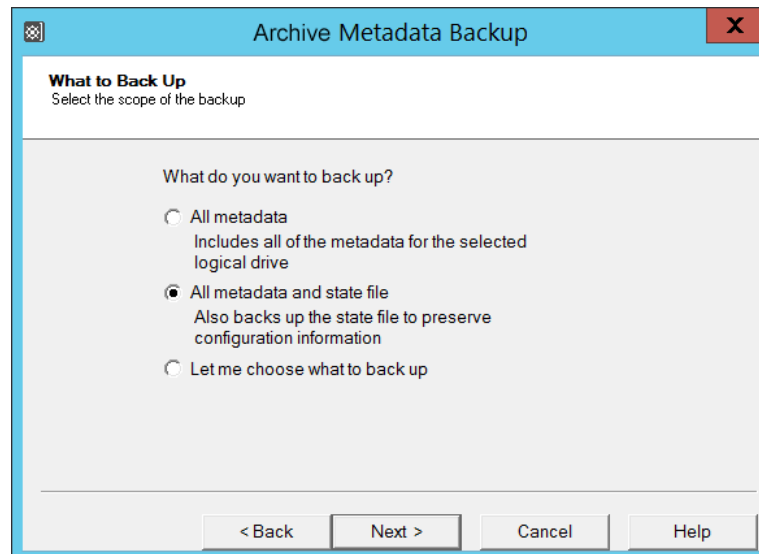 Archive Metadata Backup
X
What to Back Up
Select the scope of the backup
What do you want to back up?
All metadata
Includes all of the metadata for the selected
logical drive
All metadata and state file
Also backs up the state file to preserve
configuration information
Let me choose what to back up
< Back Next > Cancel Help